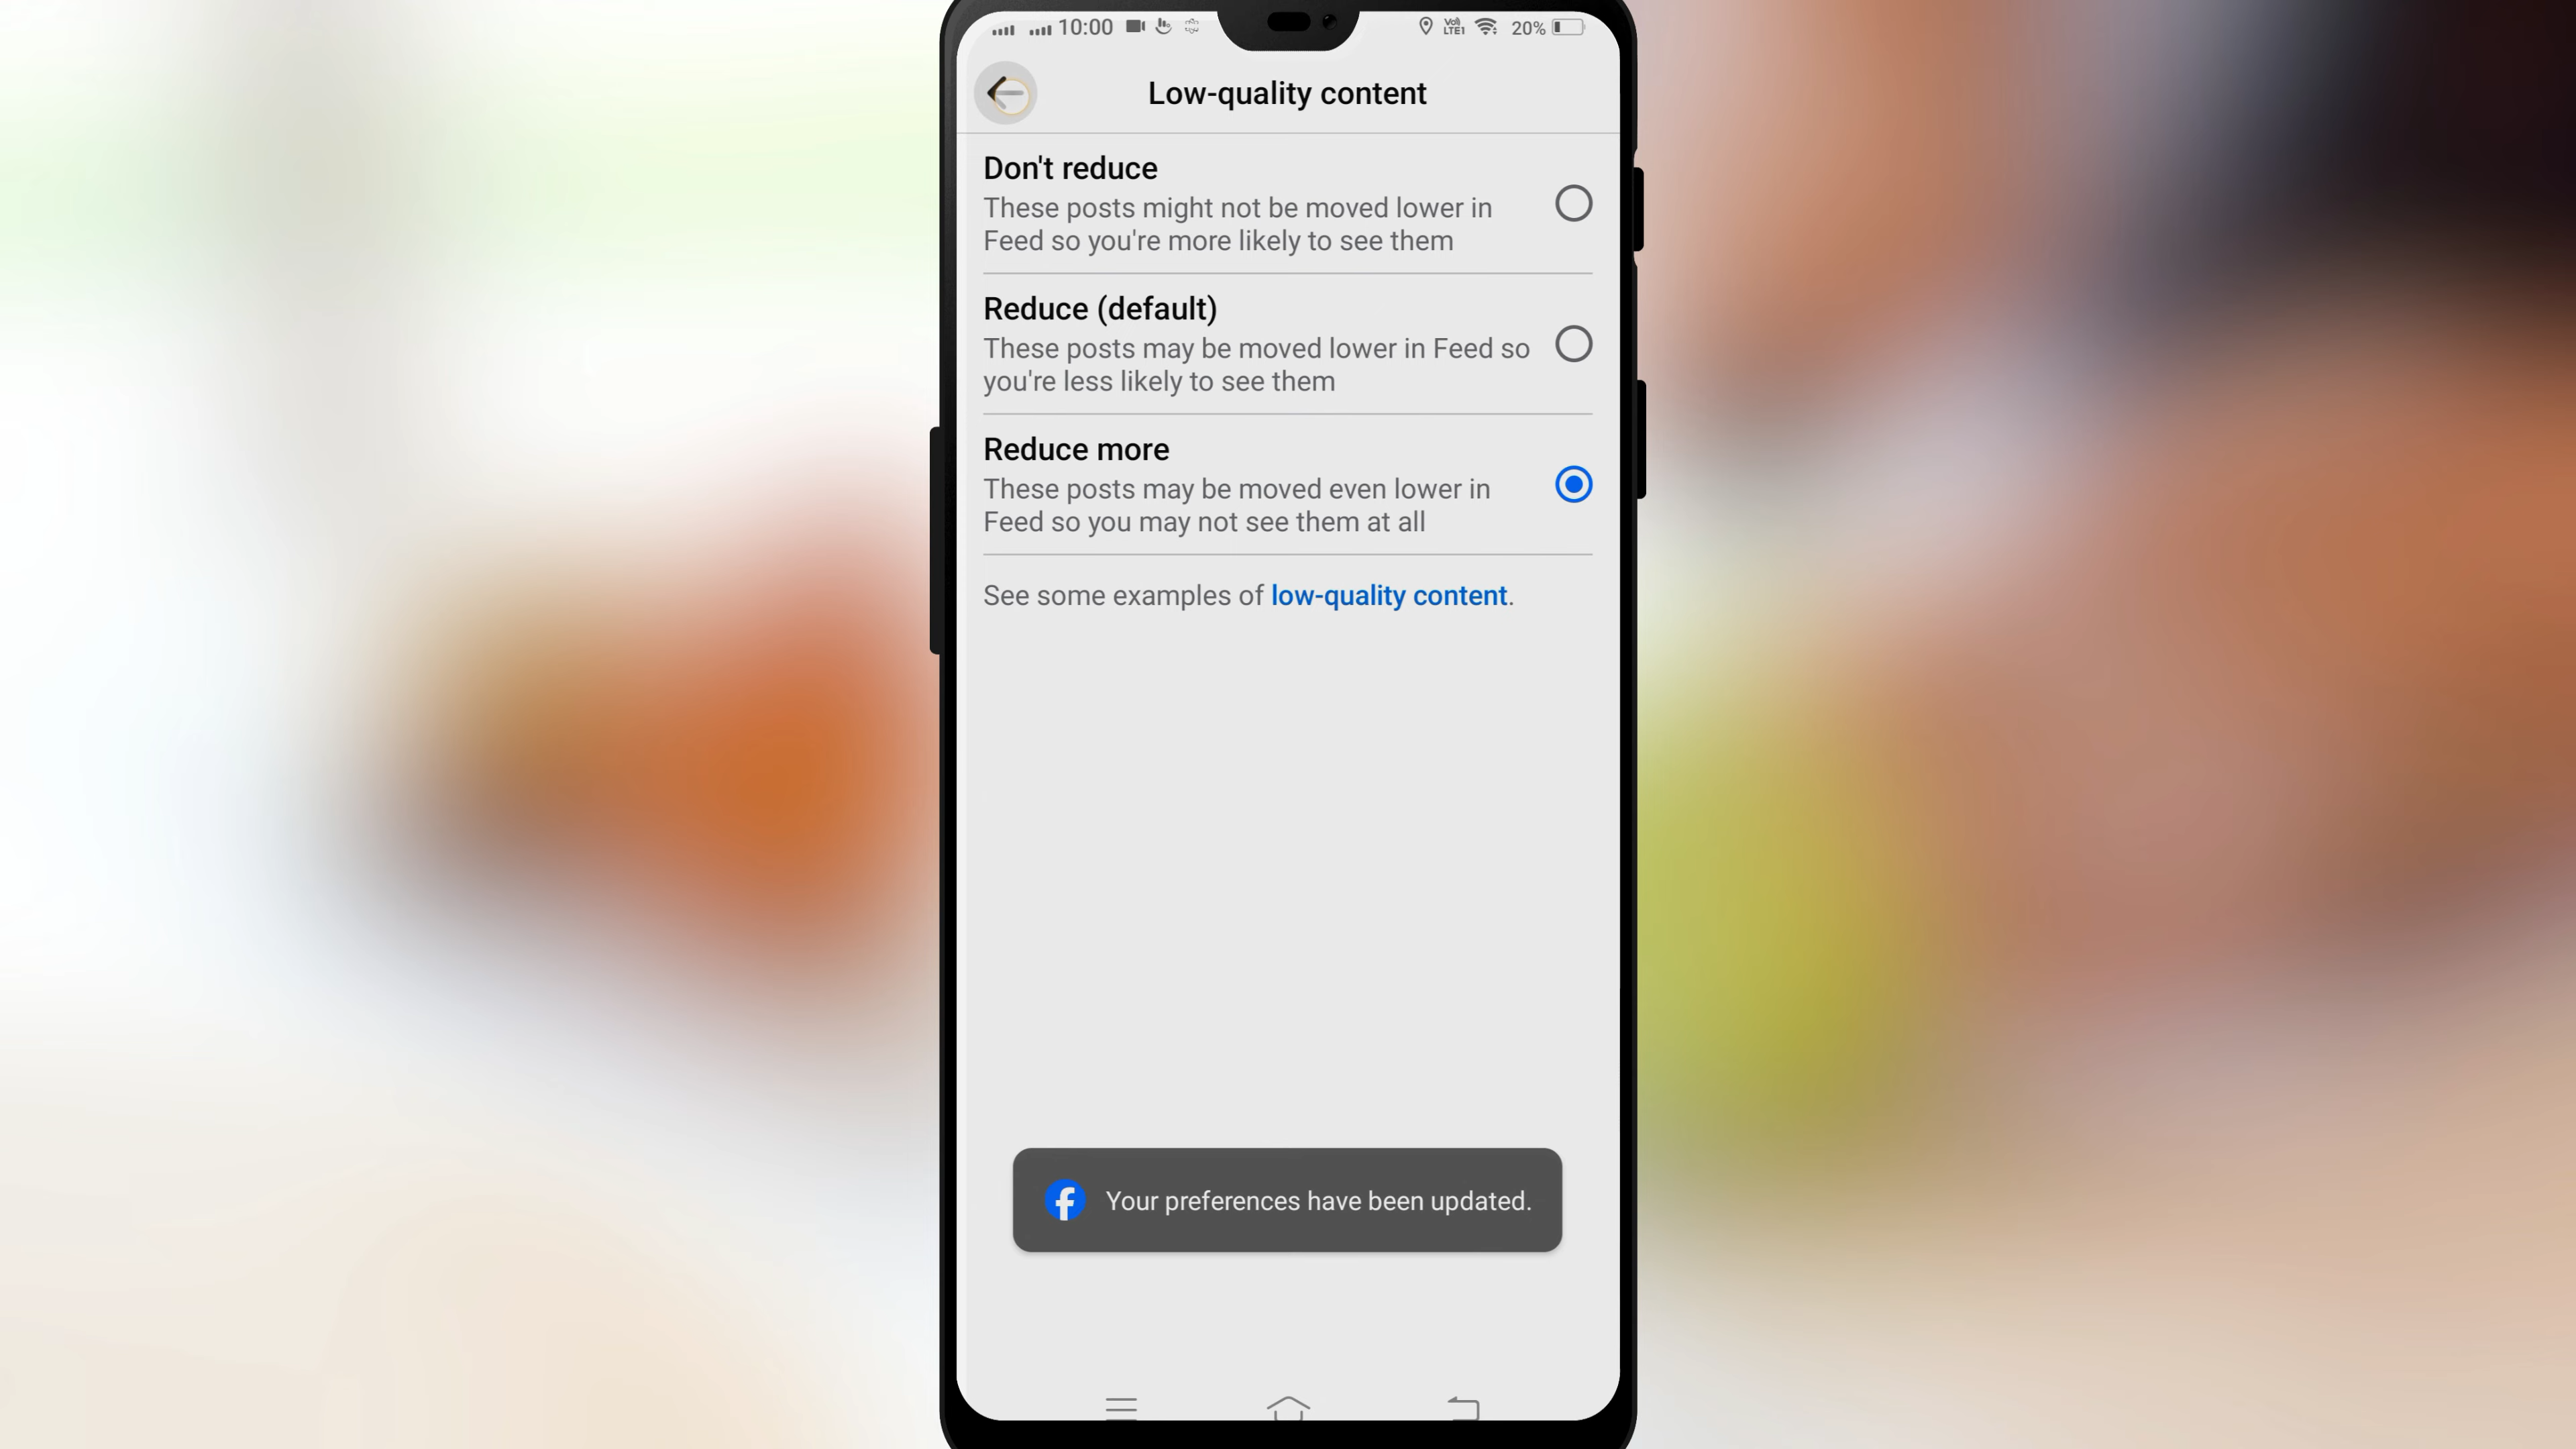 10:00
Vo) LTE1
20%
Low-quality content
Don't reduce
These posts might not be moved lower in
Feed so you're more likely to see them
Reduce (default)
These posts may be moved lower in Feed so
you're less likely to see them
Reduce more
These posts may be moved even lower in
Feed so you may not see them at all
See some examples of low-quality content.
Your preferences have been updated.